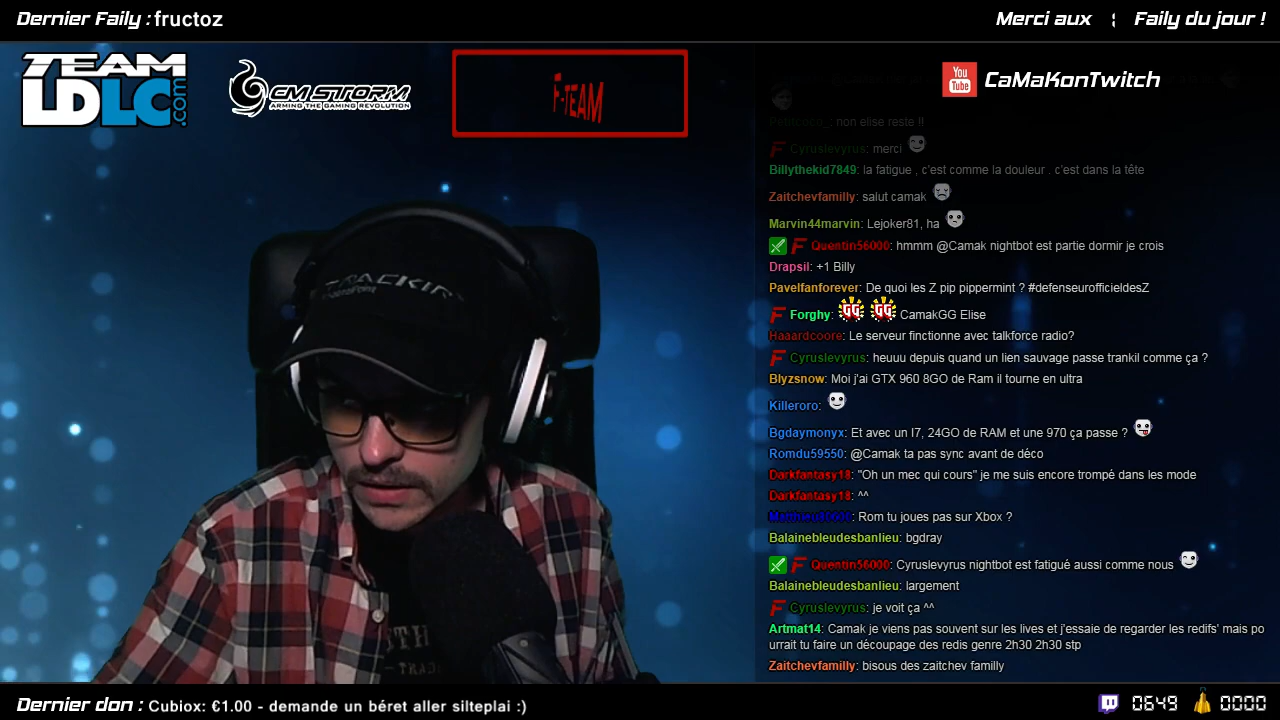 Dernier Faily : fructoz
Merci aux
Faily du jour !
TEAM
LDLC.com
CM STORM
ARMING THE GAMING REVOLUTION
F-TEAM
You
Tube
CaMaKonTwitch
non elise reste !!
Cyruslevyrus: merci
Billythekid7849: la fatigue , c'est comme la douleur . c'est dans la tête
Zaitchevfamilly: salut camak
Marvin44marvin: Lejoker81, ha
F Quentin56000: hmmm @Camak nightbot est partie dormir je crois
Drapsil: +1 Billy
Pavelfanforever: De quoi les Z pip pippermint ? #defenseurofficieldesZ
F Forghy: GG GG CamakGG Elise
Haaardcoore: Le serveur finctionne avec talkforce radio?
F Cyruslevyrus: heuuu depuis quand un lien sauvage passe trankil comme ça ?
Blyzsnow: Moi j'ai GTX 960 8GO de Ram il tourne en ultra
Killeroro:
Bgdaymonyx: Et avec un I7, 24GO de RAM et une 970 ça passe ?
Romdu59550: @Camak ta pas sync avant de déco
Darkfantasy18: "Oh un mec qui cours" je me suis encore trompé dans les mode
Darkfantasy18: ^^
: Rom tu joues pas sur Xbox ?
Balainebleudesbanlieu: bgdray
F Quentin56000: Cyruslevyrus nightbot est fatigué aussi comme nous
Balainebleudesbanlieu: largement
F Cyruslevyrus: je voit ça ^^
Artmat14: Camak je viens pas souvent sur les lives et j'essaie de regarder les redifs' mais po
urrait tu faire un découpage des redis genre 2h30 2h30 stp
Zaitchevfamilly: bisous des zaitchev familly
Dernier don : Cubiox: €1.00 - demande un béret aller silteplai :)
0649
0000